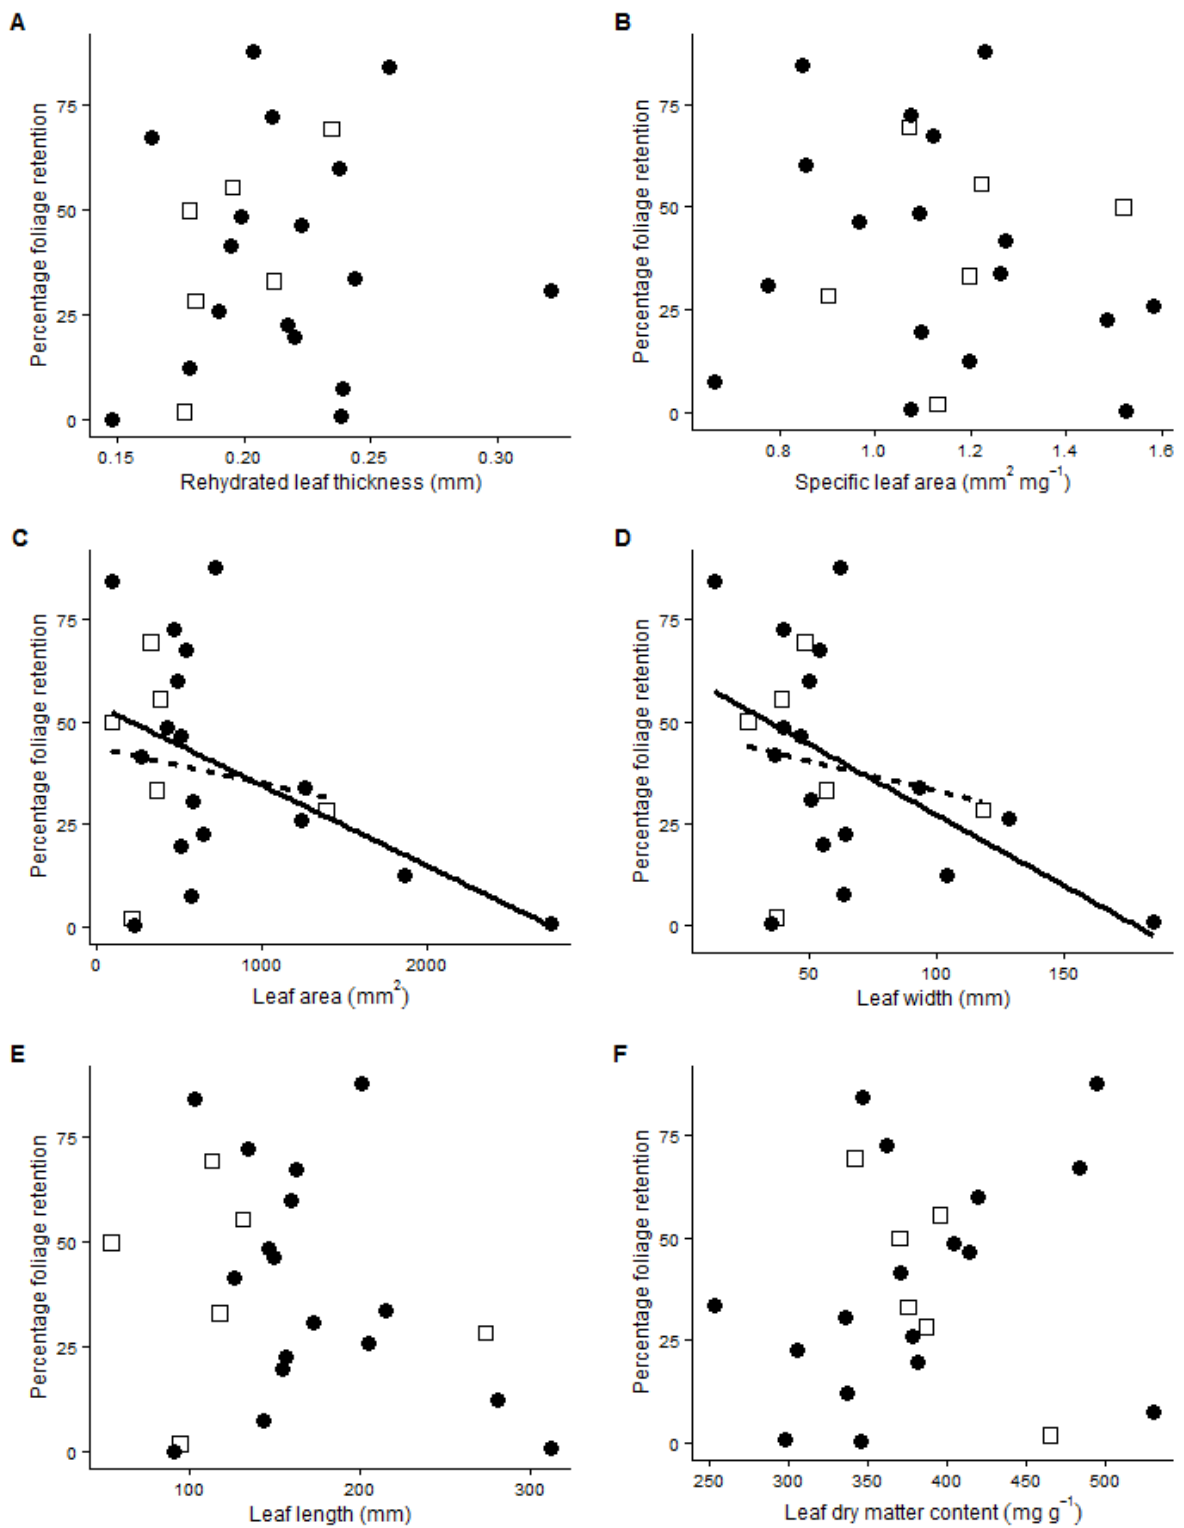 A
Percentage foliage retention
75
50
25
0
0.15 0.20 0.25 0.30
Rehydrated leaf thickness (mm)
B
Percentage foliage retention
75
50
25
0
0.8 1.0 1.2 1.4 1.6
Specific leaf area (mm² mg⁻¹)
C
Percentage foliage retention
75
50
25
0
0 1000 2000
Leaf area (mm²)
D
Percentage foliage retention
75
50
25
0
50 100 150
Leaf width (mm)
E
Percentage foliage retention
75
50
25
0
100 200 300
Leaf length (mm)
F
Percentage foliage retention
75
50
25
0
250 300 350 400 450 500
Leaf dry matter content (mg g⁻¹)